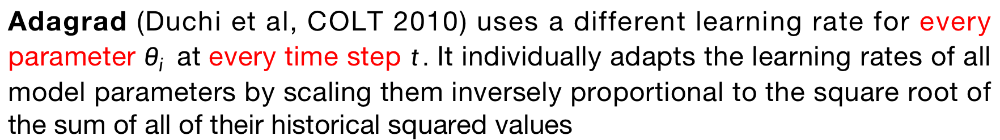 Adagrad (Duchi et al, COLT 2010) uses a different learning rate for every
parameter θᵢ at every time step t. It individually adapts the learning rates of all
model parameters by scaling them inversely proportional to the square root of
the sum of all of their historical squared values